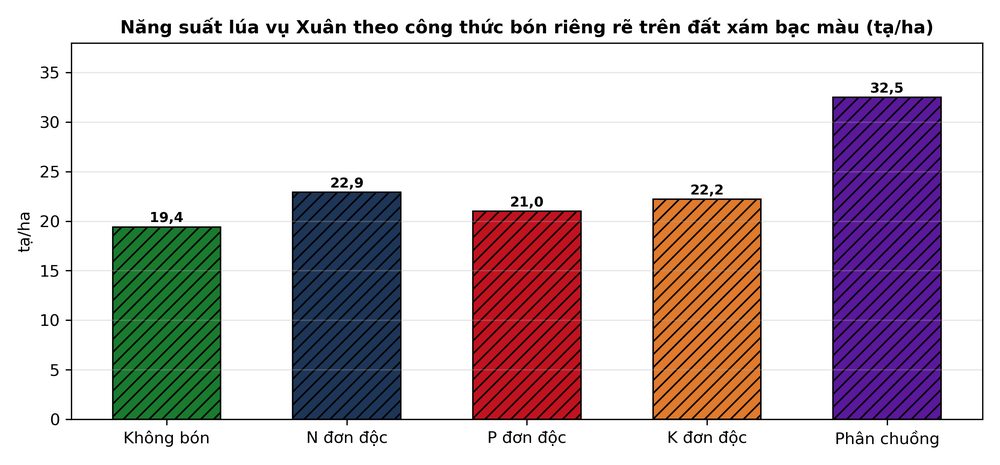 Năng suất lúa vụ Xuân theo công thức bón riêng rẽ trên đất xám bạc màu (tạ/ha)
tạ/ha
35
30
25
20
15
10
5
0
19,4
22,9
21,0
22,2
32,5
Không bón
N đơn độc
P đơn độc
K đơn độc
Phân chuồng